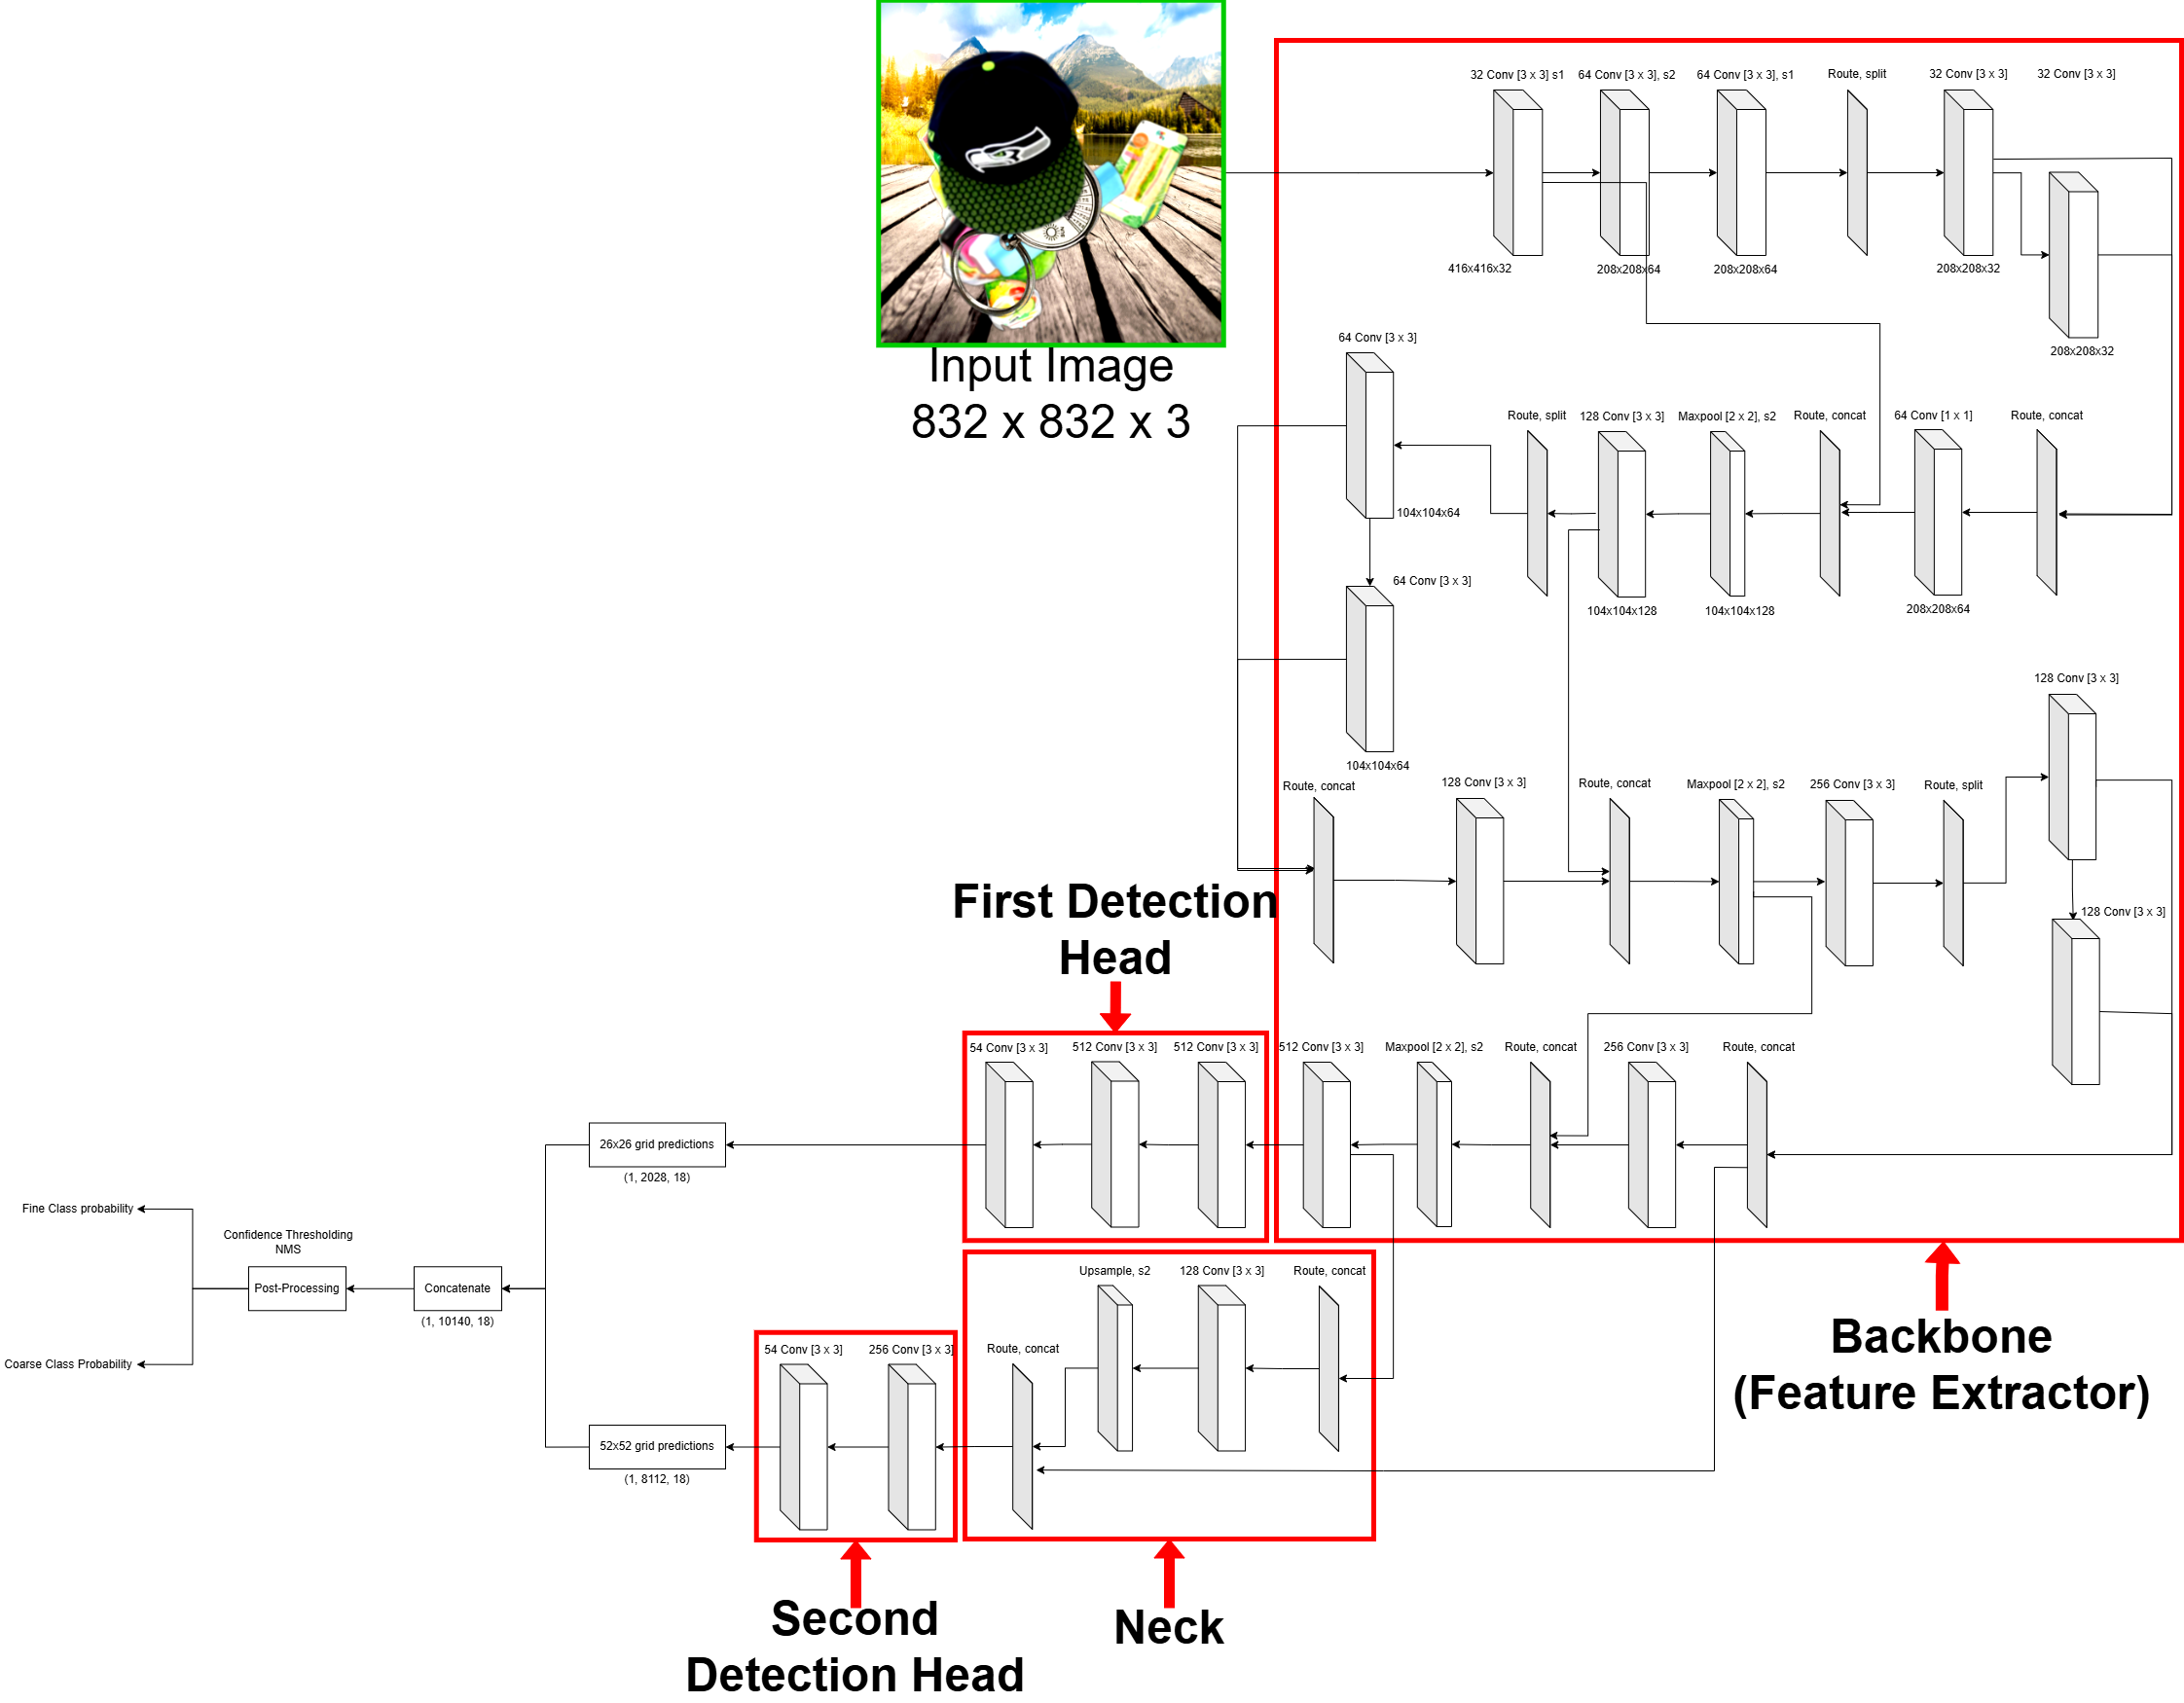 32 Conv [3 x 3] s1
64 Conv [3 x 3], s2
64 Conv [3 x 3], s1
Route, split
32 Conv [3 x 3]
32 Conv [3 x 3]
416x416x32
208x208x64
208x208x64
208x208x32
208x208x32
Input Image
832 x 832 x 3
64 Conv [3 x 3]
Route, split
128 Conv [3 x 3]
Maxpool [2 x 2], s2
Route, concat
64 Conv [1 x 1]
Route, concat
104x104x64
104x104x128
104x104x128
208x208x64
64 Conv [3 x 3]
104x104x64
128 Conv [3 x 3]
Route, concat
128 Conv [3 x 3]
Route, concat
Maxpool [2 x 2], s2
256 Conv [3 x 3]
Route, split
128 Conv [3 x 3]
First Detection
Head
54 Conv [3 x 3]
512 Conv [3 x 3]
512 Conv [3 x 3]
512 Conv [3 x 3]
Maxpool [2 x 2], s2
Route, concat
256 Conv [3 x 3]
Route, concat
26x26 grid predictions
(1, 2028, 18)
Fine Class probability
Confidence Thresholding
NMS
Post-Processing
Concatenate
(1, 10140, 18)
Coarse Class Probability
Upsample, s2
128 Conv [3 x 3]
Route, concat
Backbone
(Feature Extractor)
54 Conv [3 x 3]
256 Conv [3 x 3]
Route, concat
52x52 grid predictions
(1, 8112, 18)
Second
Detection Head
Neck